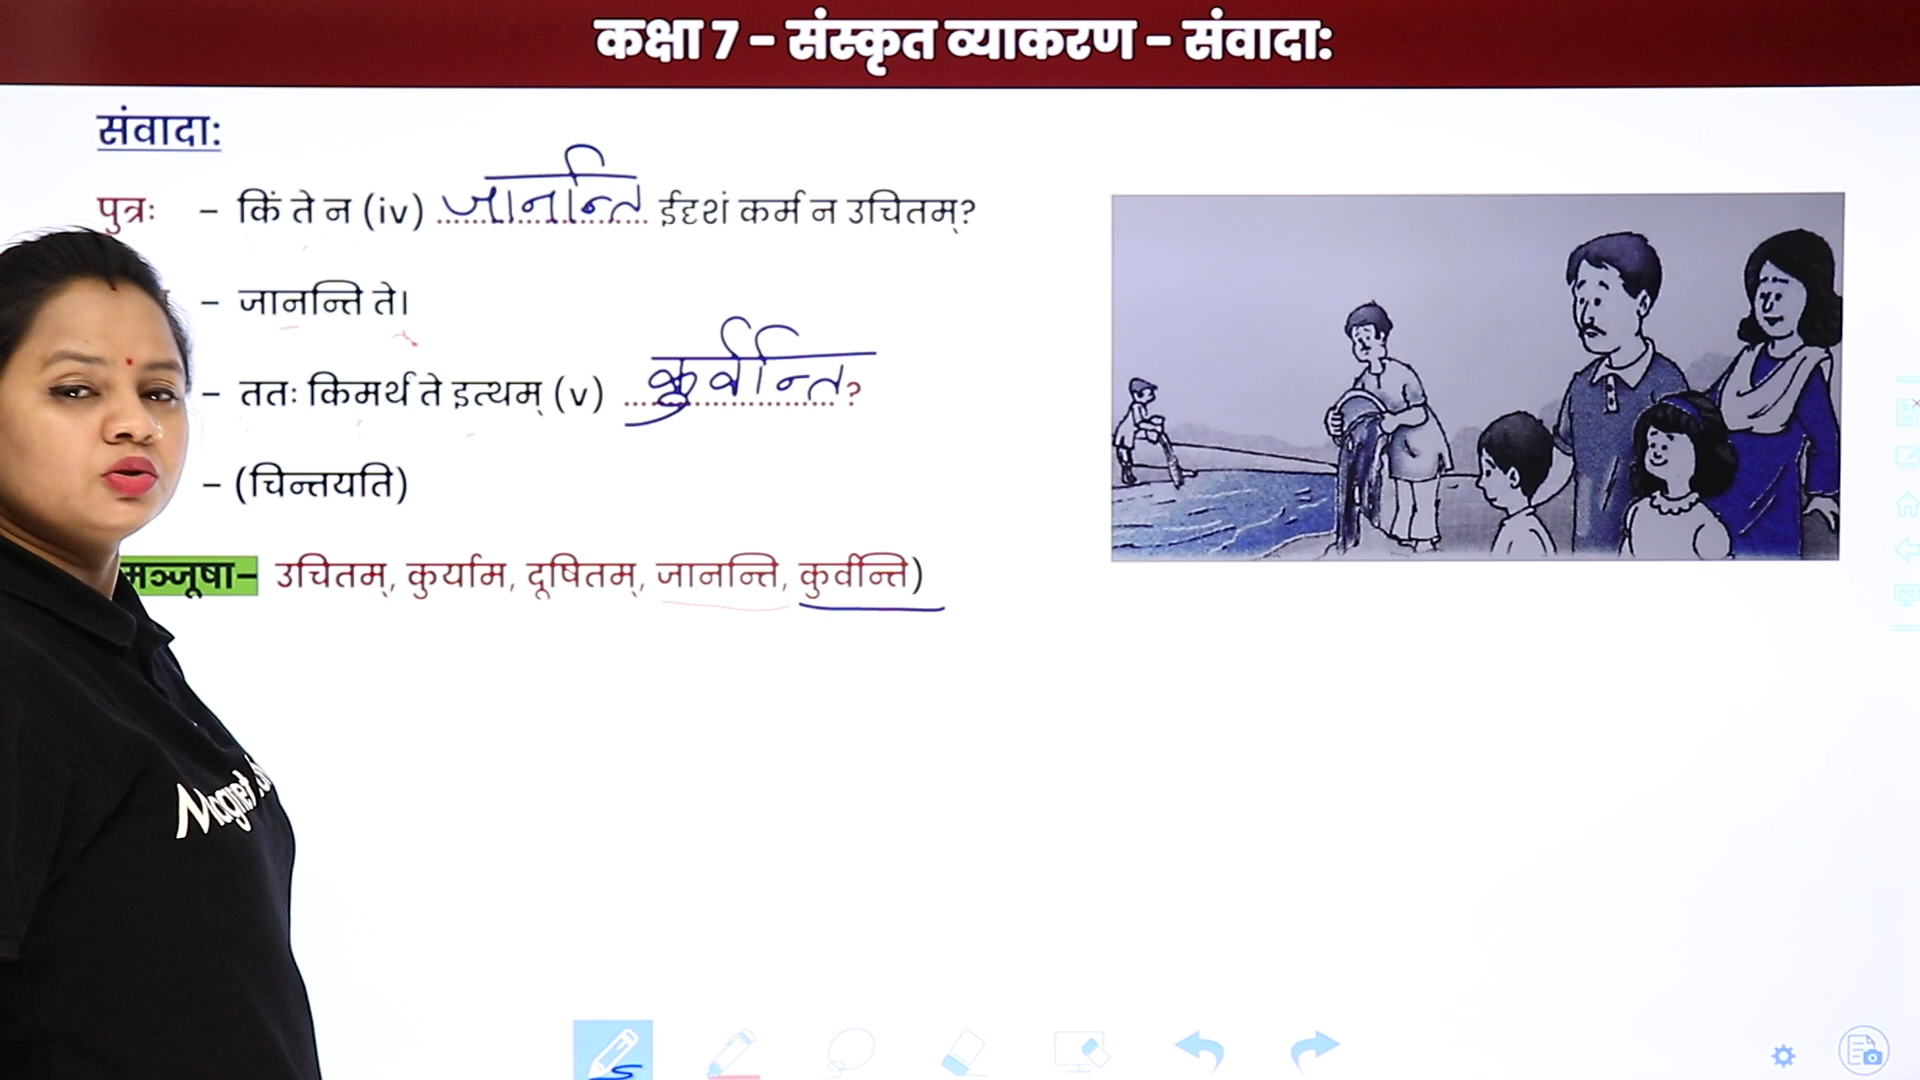 कक्षा 7 - संस्कृत व्याकरण - संवादाः
संवादाः
पुत्रः - किं ते न (iv) जानन्ति ईदृशं कर्म न उचितम्?
- जानन्ति ते।
- ततः किमर्थं ते इत्थम् (v) कुर्वन्ति ?
- (चिन्तयति)
मञ्जूषा- उचितम्, कुर्याम, दूषितम्, जानन्ति, कुर्वन्ति)
Magnet